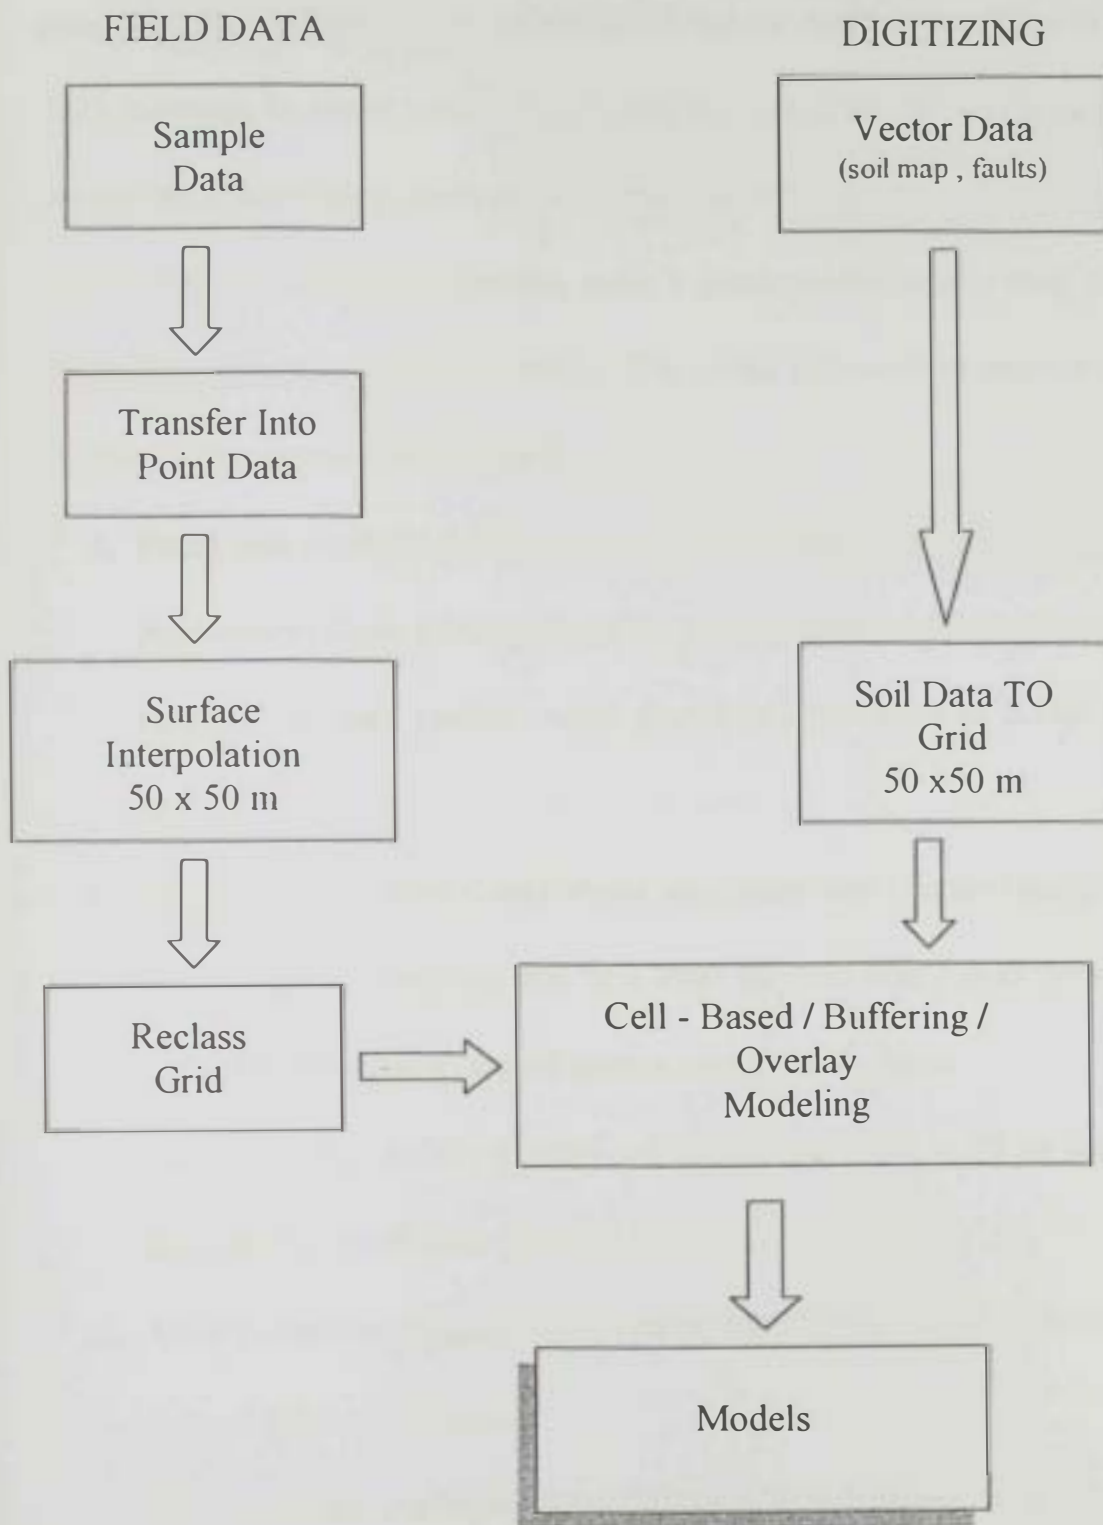 FIELD DATA
Sample
Data
Transfer Into
Point Data
Surface
Interpolation
50 x 50 m
Reclass
Grid
DIGITIZING
Vector Data
(soil map , faults)
Soil Data TO
Grid
50 x50 m
Cell - Based / Buffering /
Overlay
Modeling
Models